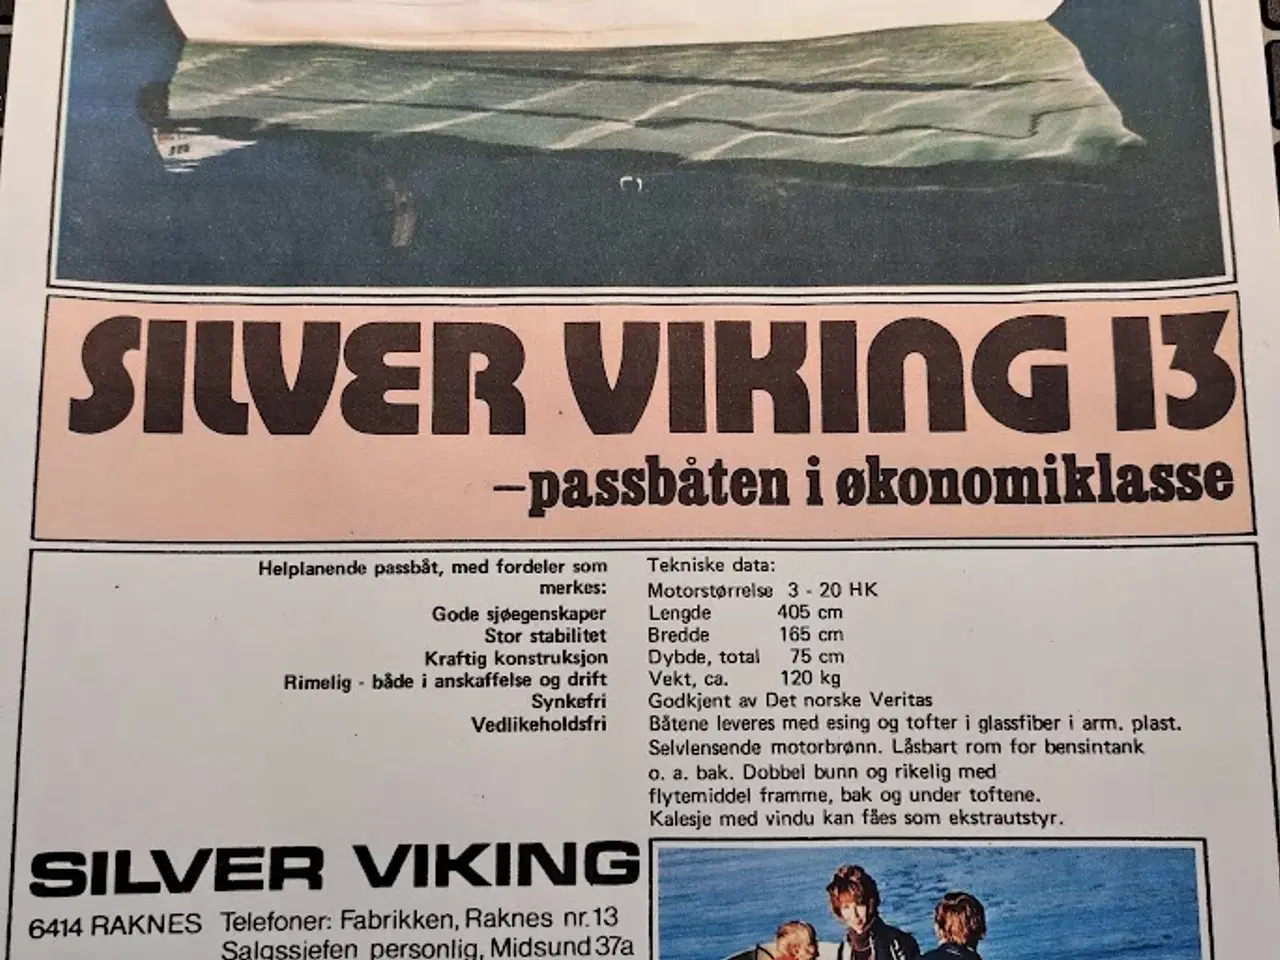 SILVER VIKING 13
–passbåten i økonomiklasse
Helplanende passbåt, med fordeler som
merkes:
Gode sjøegenskaper
Stor stabilitet
Kraftig konstruksjon
Rimelig - både i anskaffelse og drift
Synkefri
Vedlikeholdsfri
Tekniske data:
Motorstørrelse 3 - 20 HK
Lengde 405 cm
Bredde 165 cm
Dybde, total 75 cm
Vekt, ca. 120 kg
Godkjent av Det norske Veritas
Båtene leveres med esing og tofter i glassfiber i arm. plast.
Selvlensende motorbrønn. Låsbart rom for bensintank
o. a. bak. Dobbel bunn og rikelig med
flytemiddel framme, bak og under toftene.
Kalesje med vindu kan fåes som ekstrautstyr.
SILVER VIKING
6414 RAKNES Telefoner: Fabrikken, Raknes nr. 13
Salgssjefen personlig, Midsund 37a